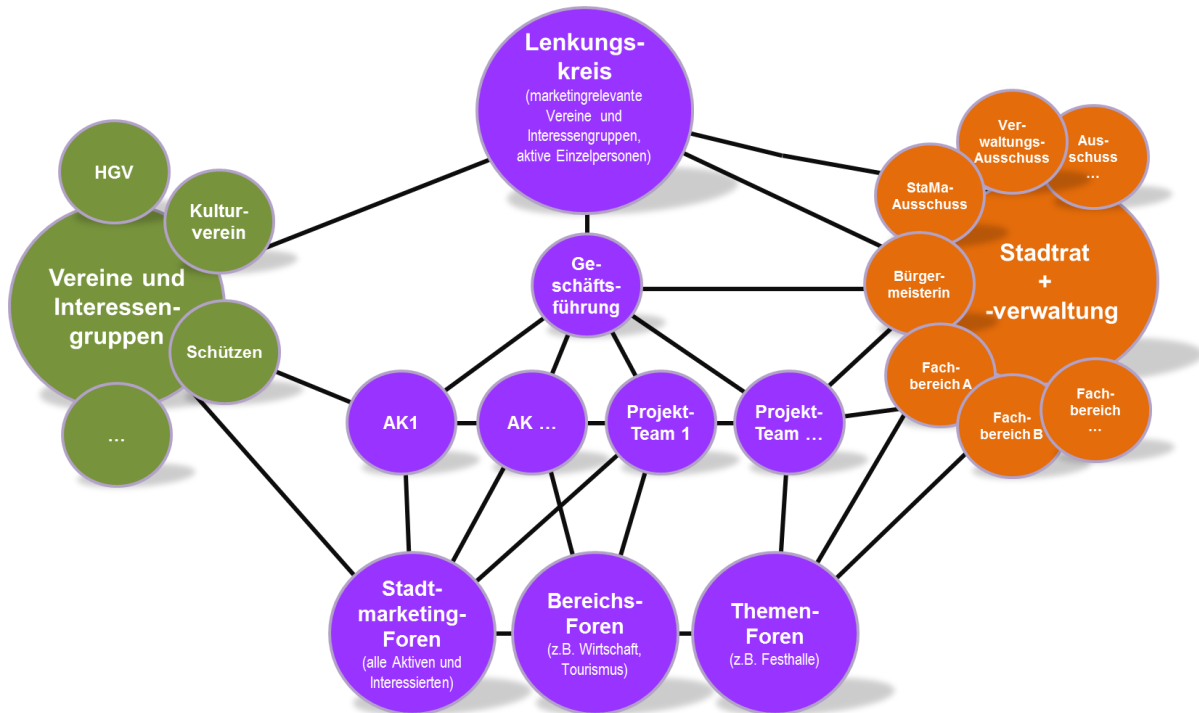 Lenkungs-
kreis
(marketingrelevante
Vereine und
Interessengruppen,
aktive Einzelpersonen)
HGV
Kultur-
verein
Vereine und
Interessen-
gruppen
Schützen
...
Ge-
schäfts-
führung
Ver-
waltungs-
Ausschuss
Aus-
schuss
...
StaMa-
Ausschuss
Stadtrat
+
-verwaltung
Bürger-
meisterin
Fach-
bereich A
Fach-
bereich B
Fach-
bereich
...
AK1
AK ...
Projekt-
Team 1
Projekt-
Team ...
Stadt-
marketing-
Foren
(alle Aktiven und
Interessierten)
Bereichs-
Foren
(z.B. Wirtschaft,
Tourismus)
Themen-
Foren
(z.B. Festhalle)